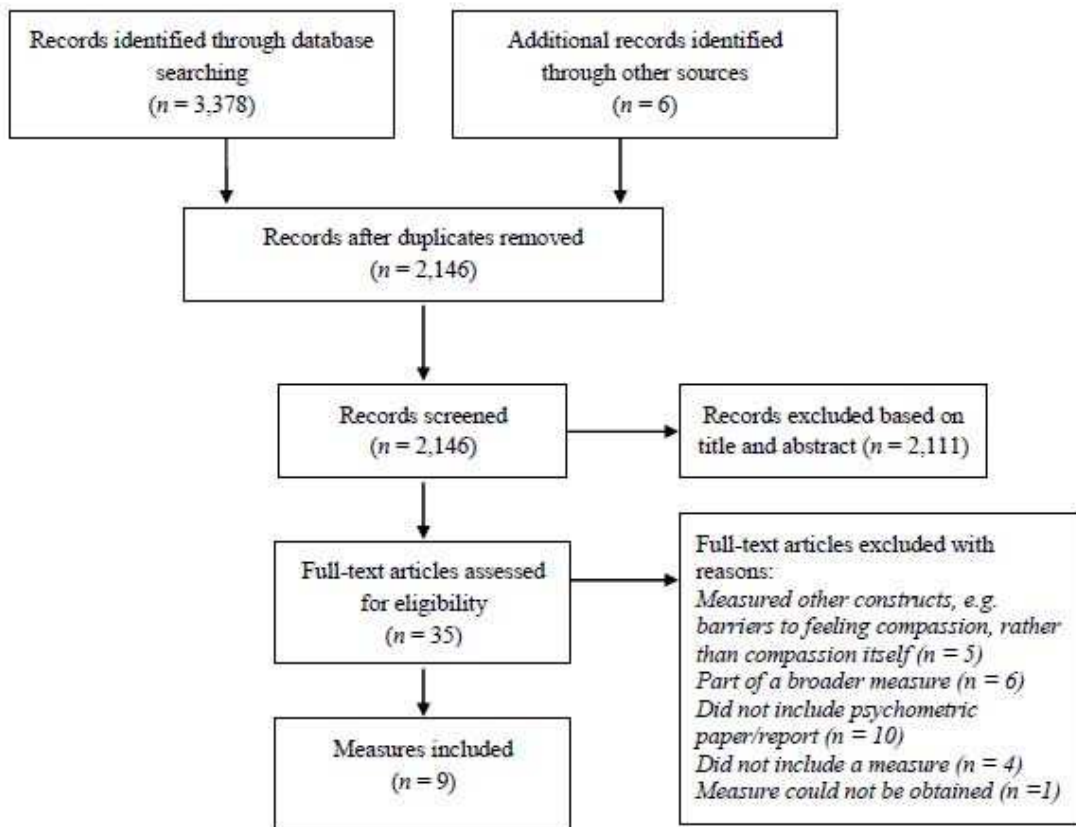 Records identified through database
searching
(n = 3,378)
Additional records identified
through other sources
(n = 6)
Records after duplicates removed
(n = 2,146)
Records screened
(n = 2,146)
Records excluded based on
title and abstract (n = 2,111)
Full-text articles assessed
for eligibility
(n = 35)
Full-text articles excluded with
reasons:
Measured other constructs, e.g.
barriers to feeling compassion, rather
than compassion itself (n = 5)
Part of a broader measure (n = 6)
Did not include psychometric
paper/report (n = 10)
Did not include a measure (n = 4)
Measure could not be obtained (n =1)
Measures included
(n = 9)